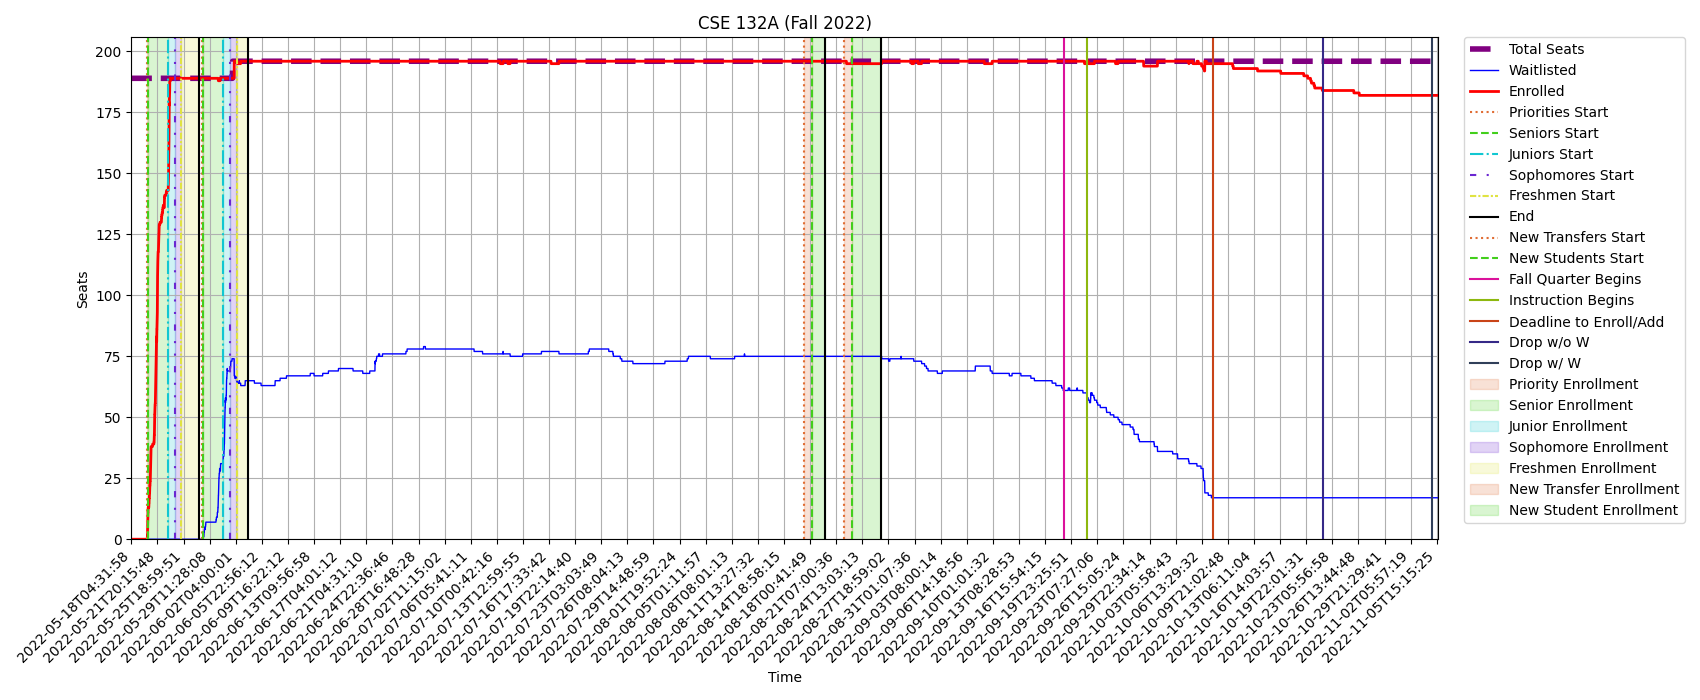 CSE 132A (Fall 2022)
Seats
200
175
150
125
100
75
50
25
0
2022-05-18T04:31:58
2022-05-21T20:15:48
2022-05-25T18:59:51
2022-05-29T11:28:08
2022-06-02T04:00:01
2022-06-05T22:56:12
2022-06-09T16:22:12
2022-06-13T09:56:58
2022-06-17T04:01:12
2022-06-21T04:31:10
2022-06-24T22:36:46
2022-06-28T16:48:28
2022-07-02T11:15:02
2022-07-06T05:41:11
2022-07-10T00:42:16
2022-07-13T12:59:55
2022-07-16T17:33:42
2022-07-19T22:14:40
2022-07-23T03:03:49
2022-07-26T08:04:13
2022-07-29T14:48:59
2022-08-01T19:52:24
2022-08-05T01:11:57
2022-08-08T08:01:13
2022-08-11T13:27:32
2022-08-14T18:58:15
2022-08-18T00:41:49
2022-08-21T07:00:36
2022-08-24T13:03:13
2022-08-27T18:59:02
2022-08-31T01:07:36
2022-09-03T08:00:14
2022-09-06T14:18:56
2022-09-10T01:01:32
2022-09-13T08:28:53
2022-09-16T15:54:15
2022-09-19T23:25:51
2022-09-23T07:27:06
2022-09-26T15:05:24
2022-09-29T22:34:14
2022-10-03T05:58:43
2022-10-06T13:29:32
2022-10-09T21:02:48
2022-10-13T06:11:04
2022-10-16T14:03:57
2022-10-19T22:01:31
2022-10-23T05:56:58
2022-10-26T13:44:48
2022-10-29T21:29:41
2022-11-02T05:57:19
2022-11-05T15:15:25
Time
Total Seats
Waitlisted
Enrolled
Priorities Start
Seniors Start
Juniors Start
Sophomores Start
Freshmen Start
End
New Transfers Start
New Students Start
Fall Quarter Begins
Instruction Begins
Deadline to Enroll/Add
Drop w/o W
Drop w/ W
Priority Enrollment
Senior Enrollment
Junior Enrollment
Sophomore Enrollment
Freshmen Enrollment
New Transfer Enrollment
New Student Enrollment